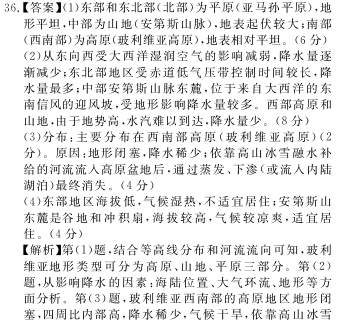 36.【答案】(1)东部和东北部(北部)为平原(亚马孙平原),地
形平坦,中部为山地(安第斯山脉),地表起伏较大;南部
(西南部)为高原(玻利维亚高原),地表相对平坦。(6分)
(2)从东向西受大西洋湿润空气的影响减弱,降水量逐
渐减少;东北部地区受赤道低气压带控制时间较长,降
水量最多;中部安第斯山脉东麓,位于来自大西洋的东
南信风的迎风坡,受地形影响降水量较多。西部高原和
山地,由于地势高,水汽难以到达,降水量少。(8分)
(3)分布:主要分布在西南部高原(玻利维亚高原)(2
分)。原因:地形闭塞,降水稀少;依靠高山冰雪融水补
给的河流流入高原盆地后,通过蒸发、下渗(或流入内陆
湖泊)最终消失。(4分)
(4)东部地区海拔低,气候湿热,不适宜居住;安第斯山
东麓是谷地和冲积扇,海拔较高,气候较凉爽,适宜居
住。(4分)
【解析】第(1)题,结合等高线分布和河流流向可知,玻利
维亚地形类型可分为高原、山地、平原三部分。第(2)
题,从影响降水的因素:海陆位置、大气环流、地形等方
面分析。第(3)题,玻利维亚西南部的高原地区地形闭
塞,四周比内部高,降水稀少,气候干旱,依靠高山冰雪